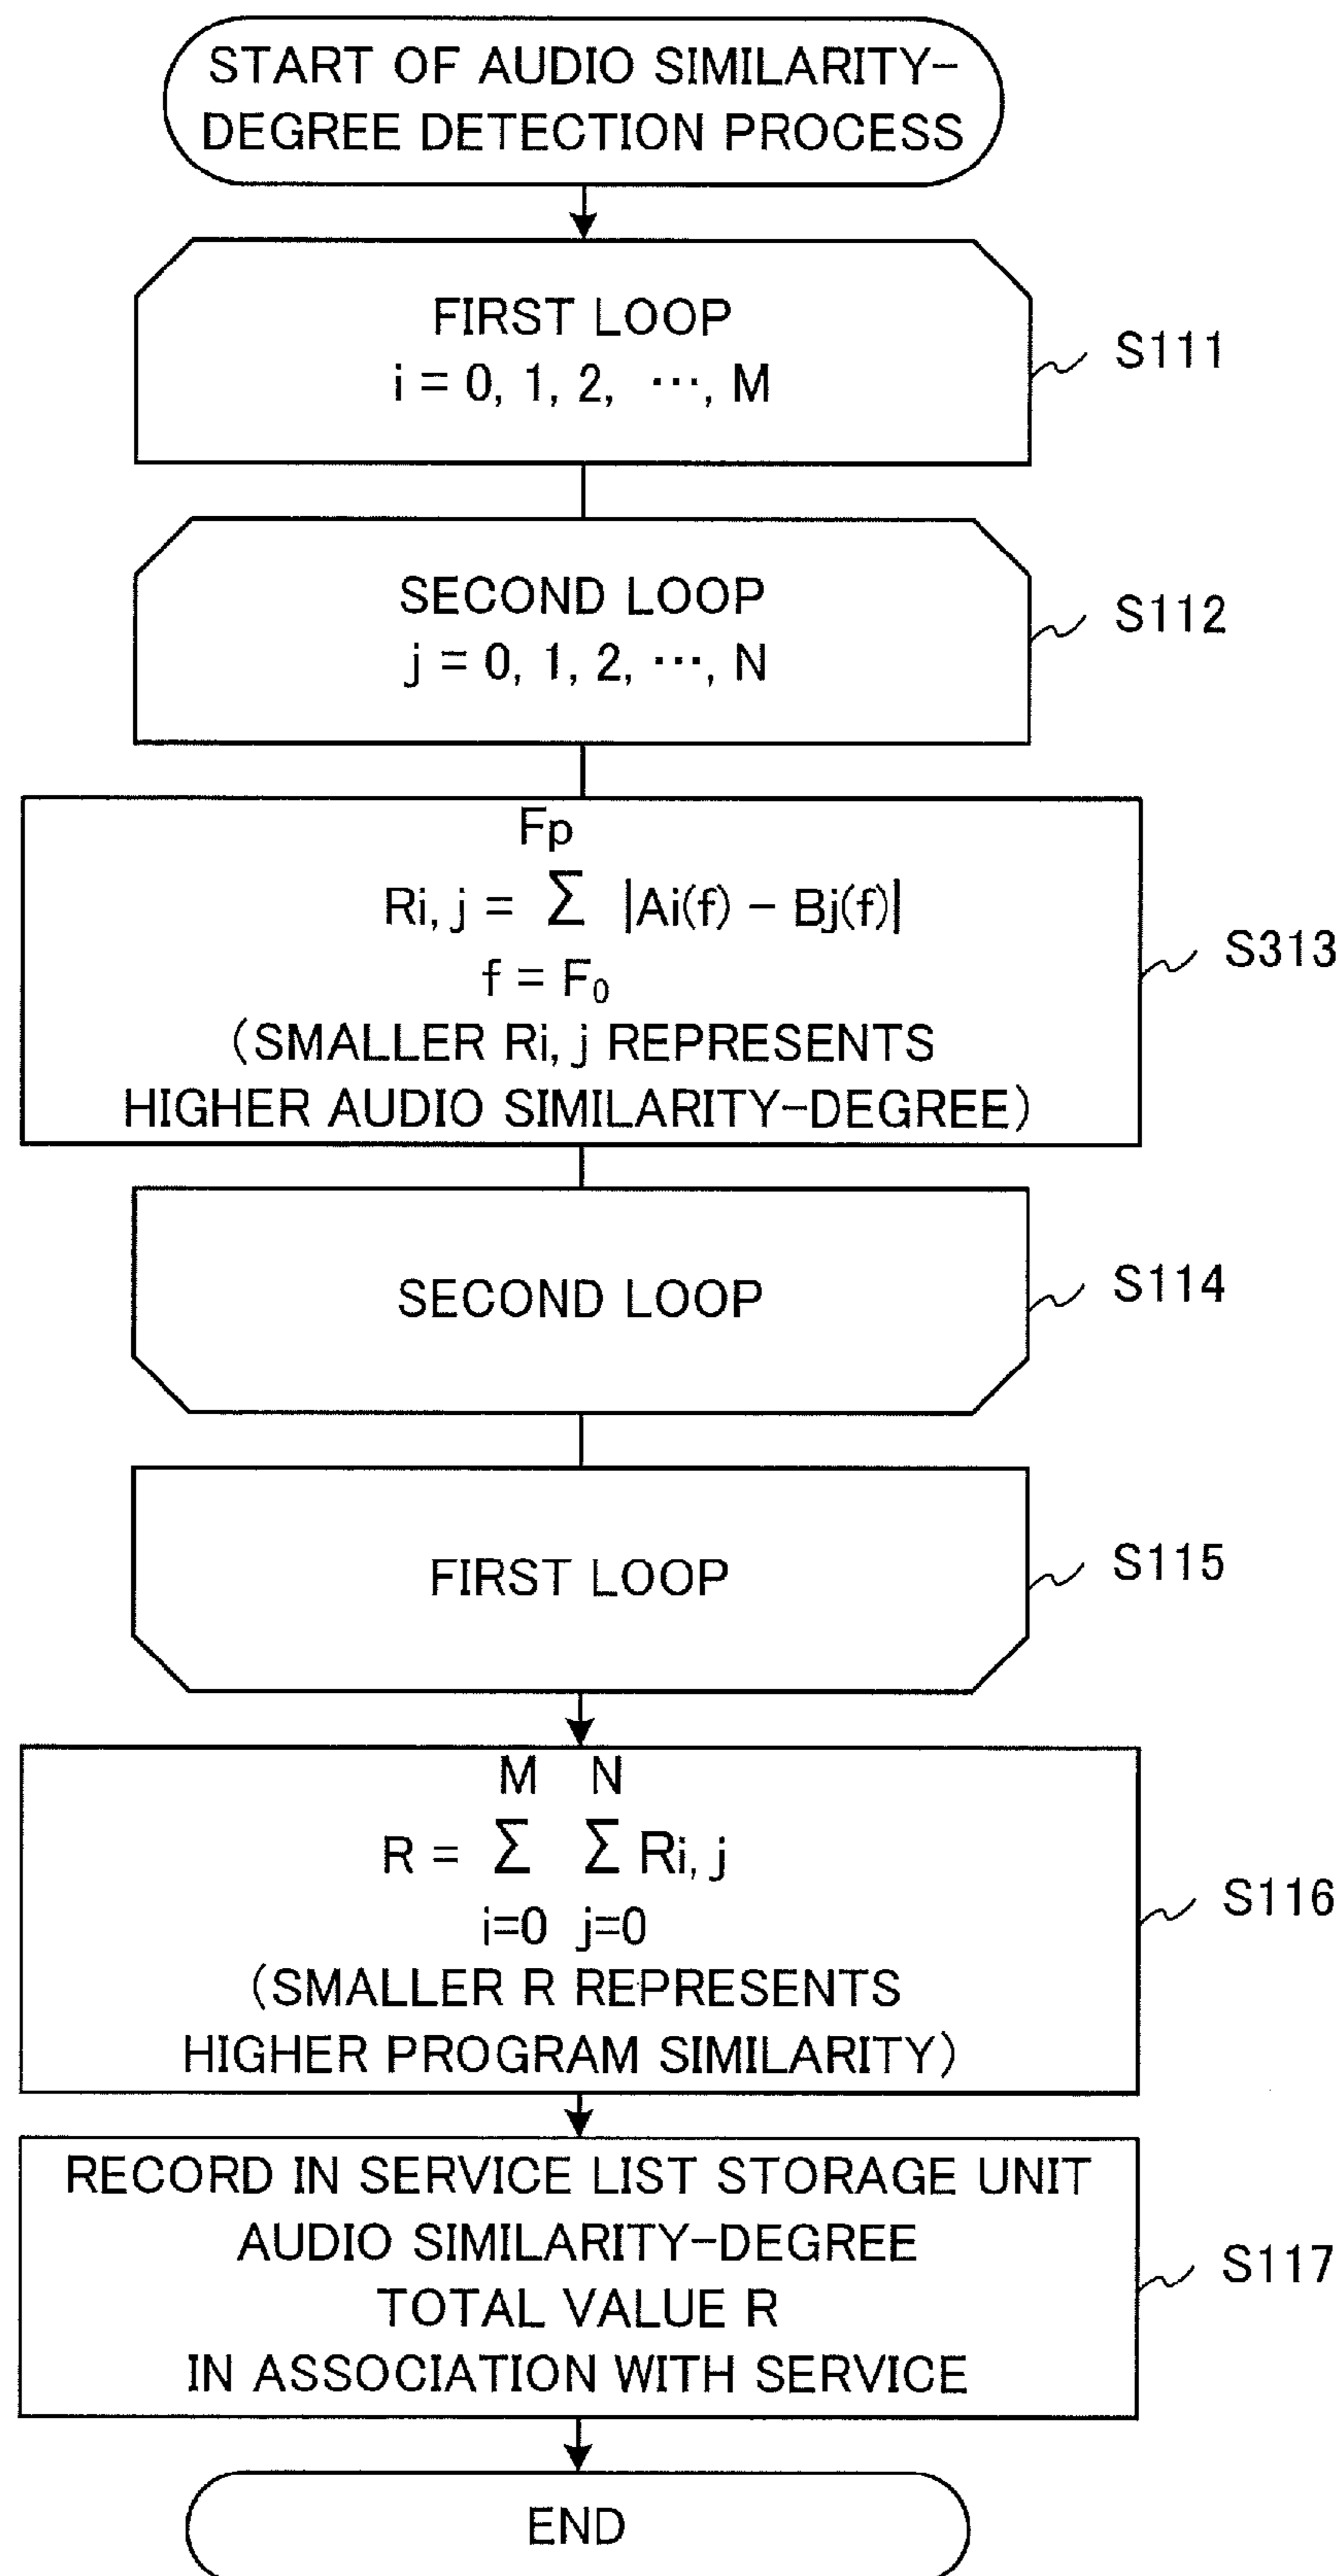 START OF AUDIO SIMILARITY-
DEGREE DETECTION PROCESS
FIRST LOOP
i = 0, 1, 2, ···, M
S111
SECOND LOOP
j = 0, 1, 2, ···, N
S112
Fp
Ri, j = Σ |Ai(f) − Bj(f)|
f = F₀
(SMALLER Ri, j REPRESENTS
HIGHER AUDIO SIMILARITY-DEGREE)
S313
SECOND LOOP
S114
FIRST LOOP
S115
M N
R = Σ Σ Ri, j
i=0 j=0
(SMALLER R REPRESENTS
HIGHER PROGRAM SIMILARITY)
S116
RECORD IN SERVICE LIST STORAGE UNIT
AUDIO SIMILARITY-DEGREE
TOTAL VALUE R
IN ASSOCIATION WITH SERVICE
S117
END